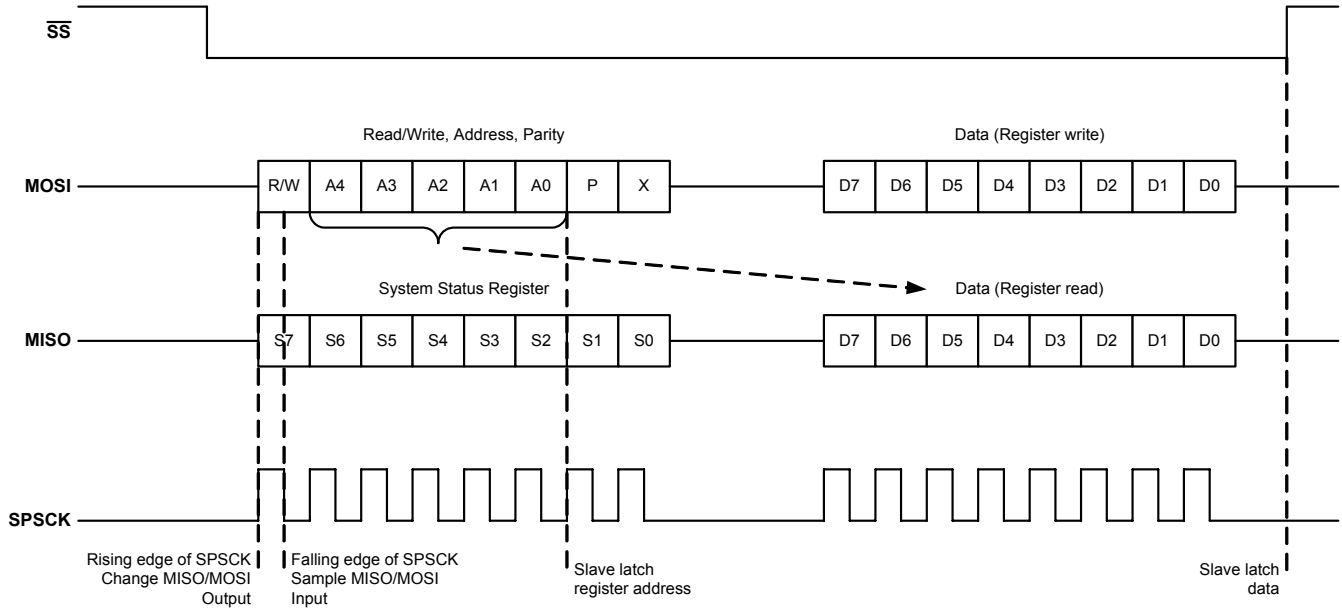 SS
Read/Write, Address, Parity
Data (Register write)
MOSI
R/W A4 A3 A2 A1 A0 P X
D7 D6 D5 D4 D3 D2 D1 D0
System Status Register
Data (Register read)
MISO
S7 S6 S5 S4 S3 S2 S1 S0
D7 D6 D5 D4 D3 D2 D1 D0
SPSCK
Rising edge of SPSCK
Change MISO/MOSI
Output
Falling edge of SPSCK
Sample MISO/MOSI
Input
Slave latch
register address
Slave latch
data